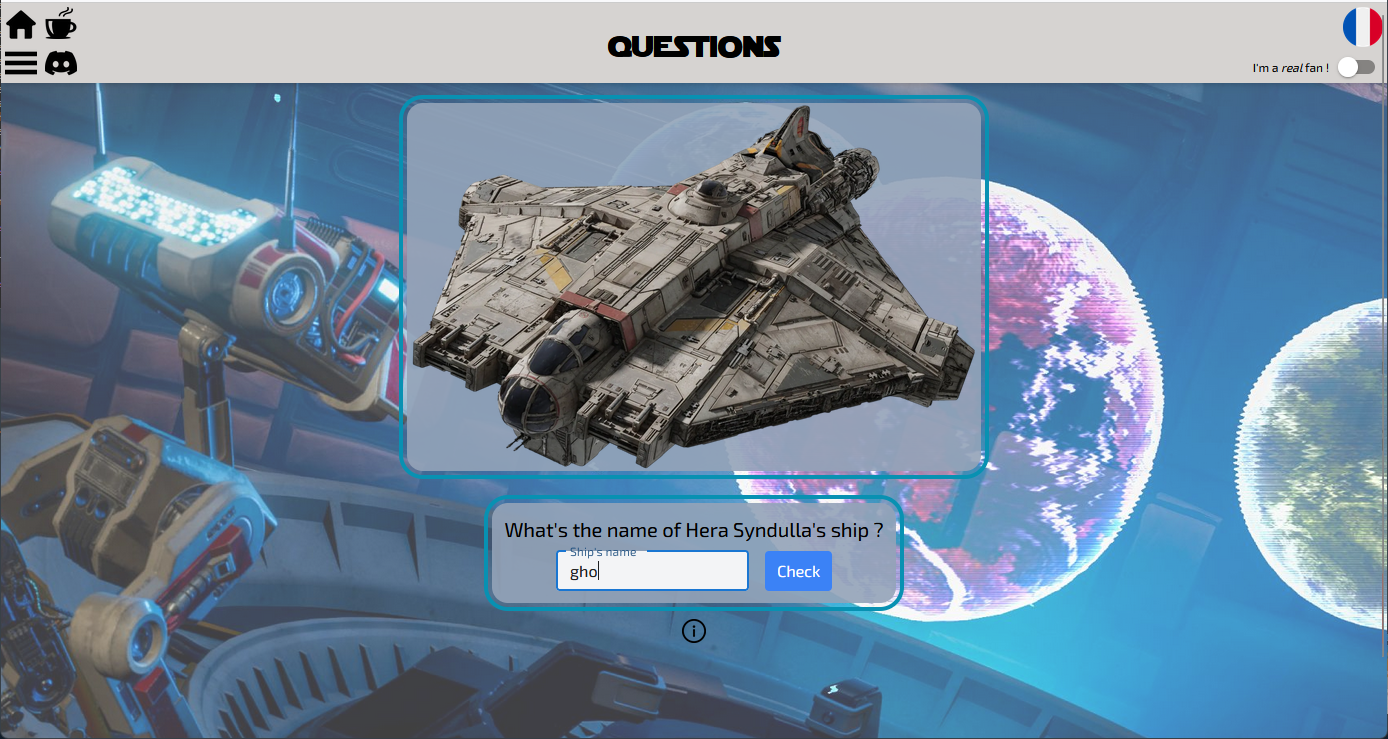 QUESTIONS
I'm a real fan !
What's the name of Hera Syndulla's ship ?
Ship's name
gho
Check